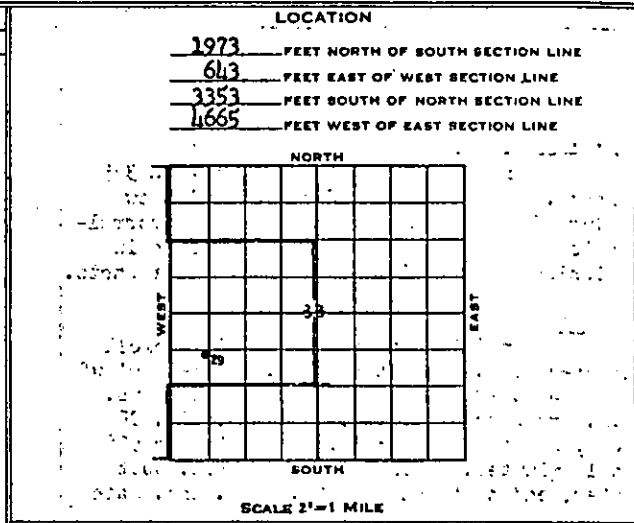 LOCATION
1973 FEET NORTH OF SOUTH SECTION LINE
643 FEET EAST OF WEST SECTION LINE
3353 FEET SOUTH OF NORTH SECTION LINE
4665 FEET WEST OF EAST SECTION LINE
NORTH
WEST
33
EAST
29
SOUTH
SCALE 2"=1 MILE